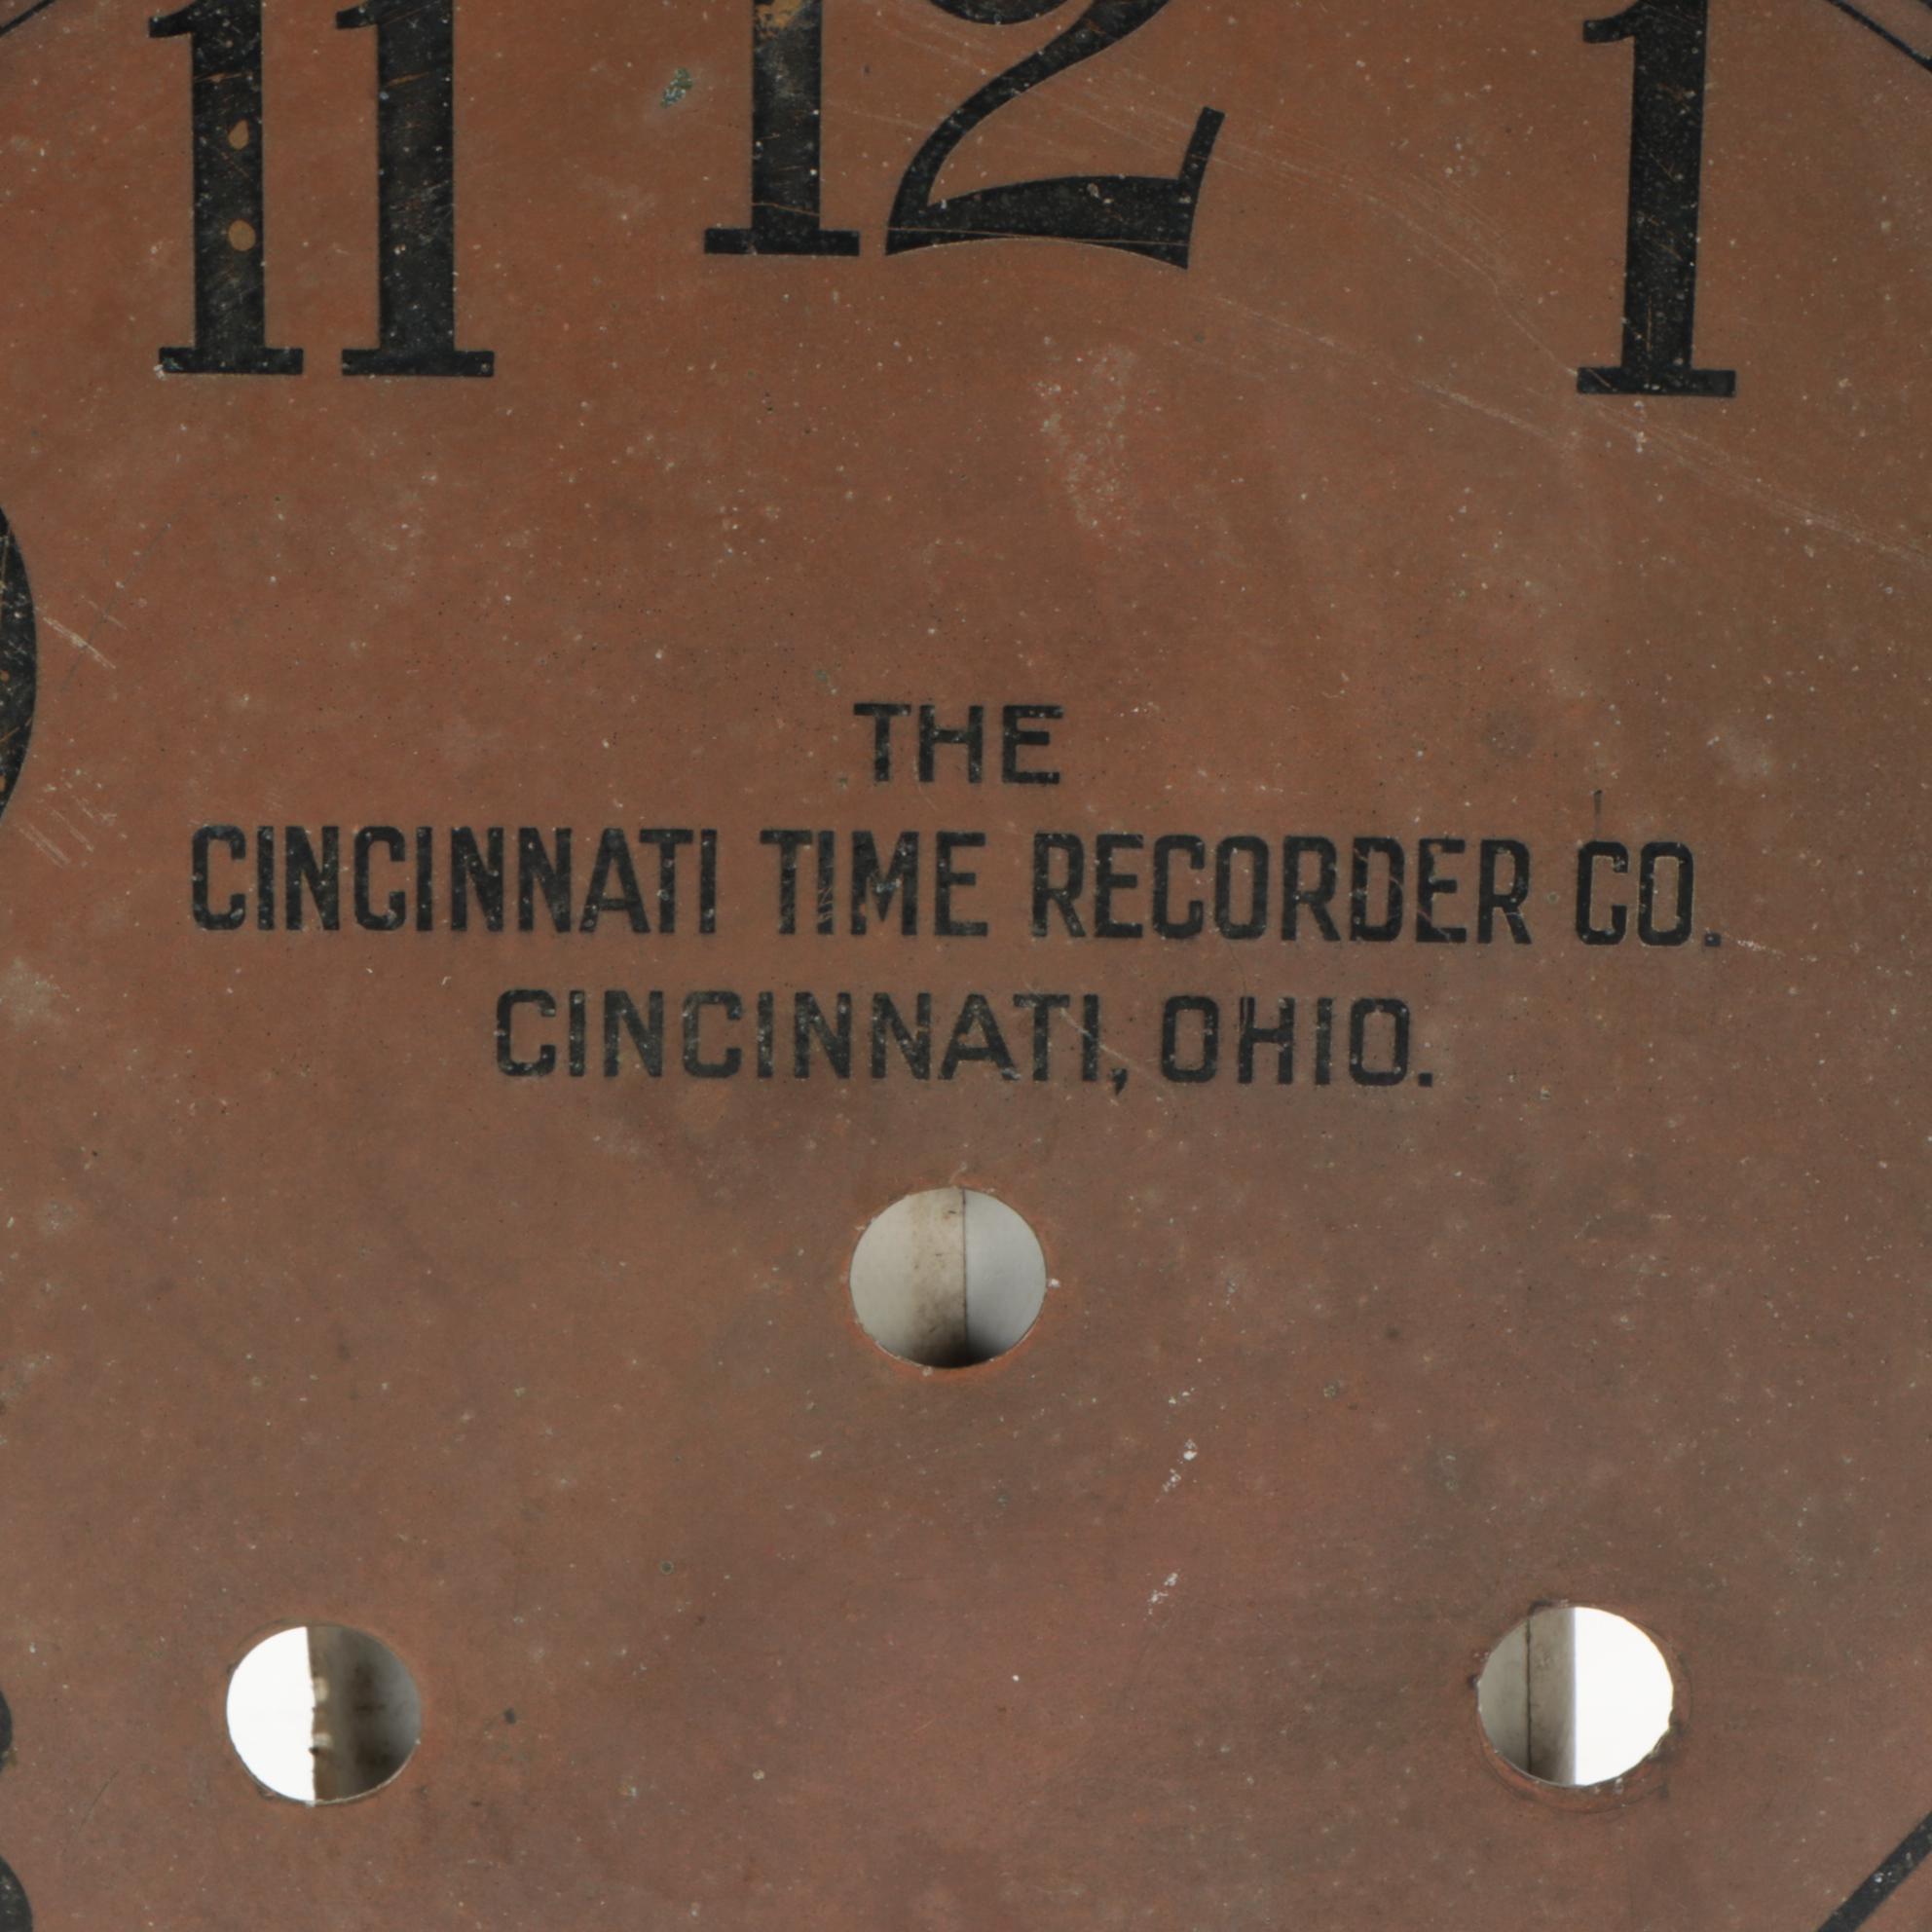 11 12 1
THE
CINCINNATI TIME RECORDER CO.
CINCINNATI, OHIO.